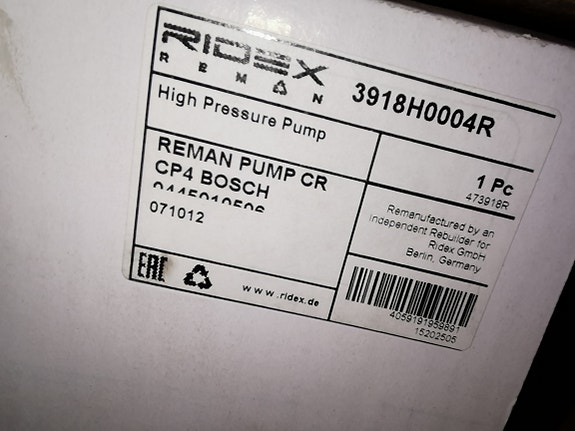 RIDEX
REMAN
3918H0004R
High Pressure Pump
1 Pc
473918R
REMAN PUMP CR
CP4 BOSCH
071012
Remanufactured by an
independent Rebuilder for
Ridex GmbH
Berlin, Germany
EAC
www.ridex.de
4059191959891
15202505